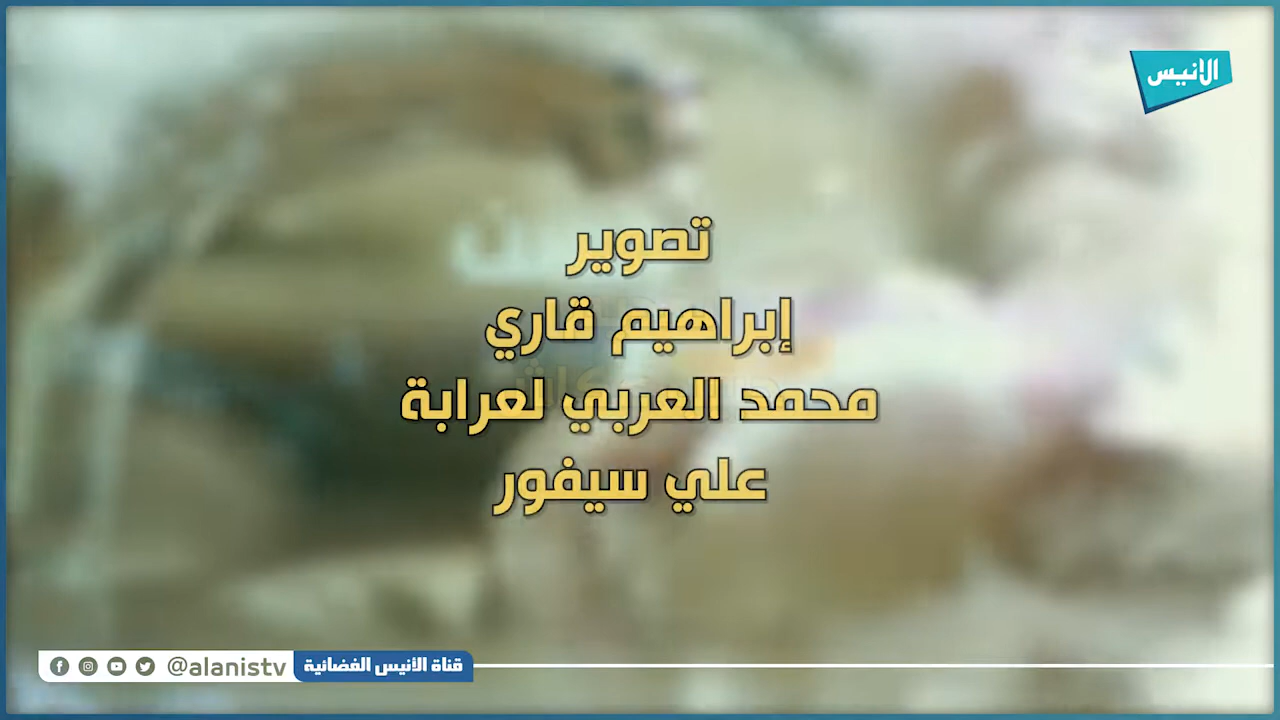 الأنيس
تصوير
إبراهيم قاري
محمد العربي لعرابة
علي سيفور
@alanistv
قناة الأنيس الفضائية